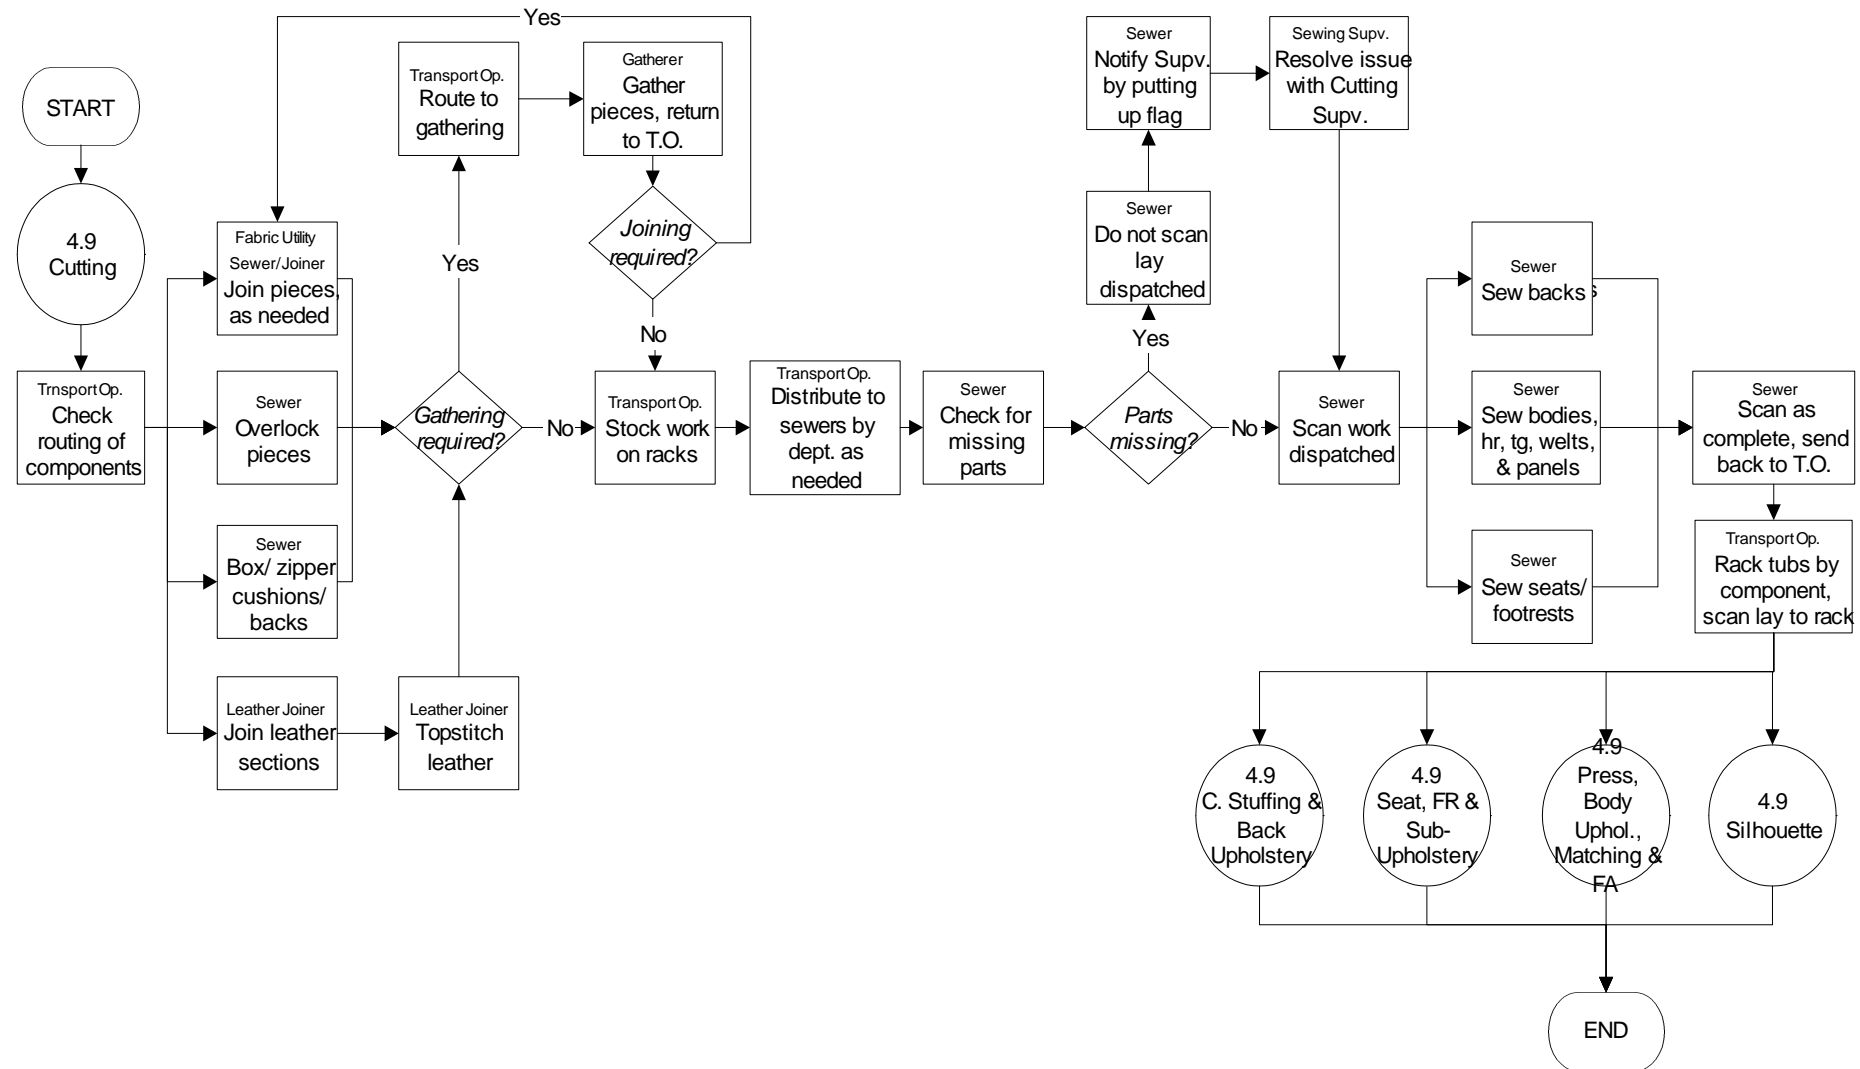 START
4.9
Cutting
Trnsport Op.
Check
routing of
components
Fabric Utility
Sewer/Joiner
Join pieces,
as needed
Sewer
Overlock
pieces
Sewer
Box/ zipper
cushions/
backs
Leather Joiner
Join leather
sections
Leather Joiner
Topstitch
leather
Gathering
required?
Yes
Transport Op.
Route to
gathering
Gatherer
Gather
pieces, return
to T.O.
Joining
required?
Yes
No
No
Transport Op.
Stock work
on racks
Transport Op.
Distribute to
sewers by
dept. as
needed
Sewer
Check for
missing
parts
Parts
missing?
Yes
Sewer
Do not scan
lay
dispatched
Sewer
Notify Supv.
by putting
up flag
Sewing Supv.
Resolve issue
with Cutting
Supv.
No
Sewer
Scan work
dispatched
Sewer
Sew backs
Sewer
Sew bodies,
hr, tg, welts,
& panels
Sewer
Sew seats/
footrests
Sewer
Scan as
complete, send
back to T.O.
Transport Op.
Rack tubs by
component,
scan lay to rack
4.9
C. Stuffing &
Back
Upholstery
4.9
Seat, FR &
Sub-
Upholstery
4.9
Press,
Body
Uphol.,
Matching &
FA
4.9
Silhouette
END